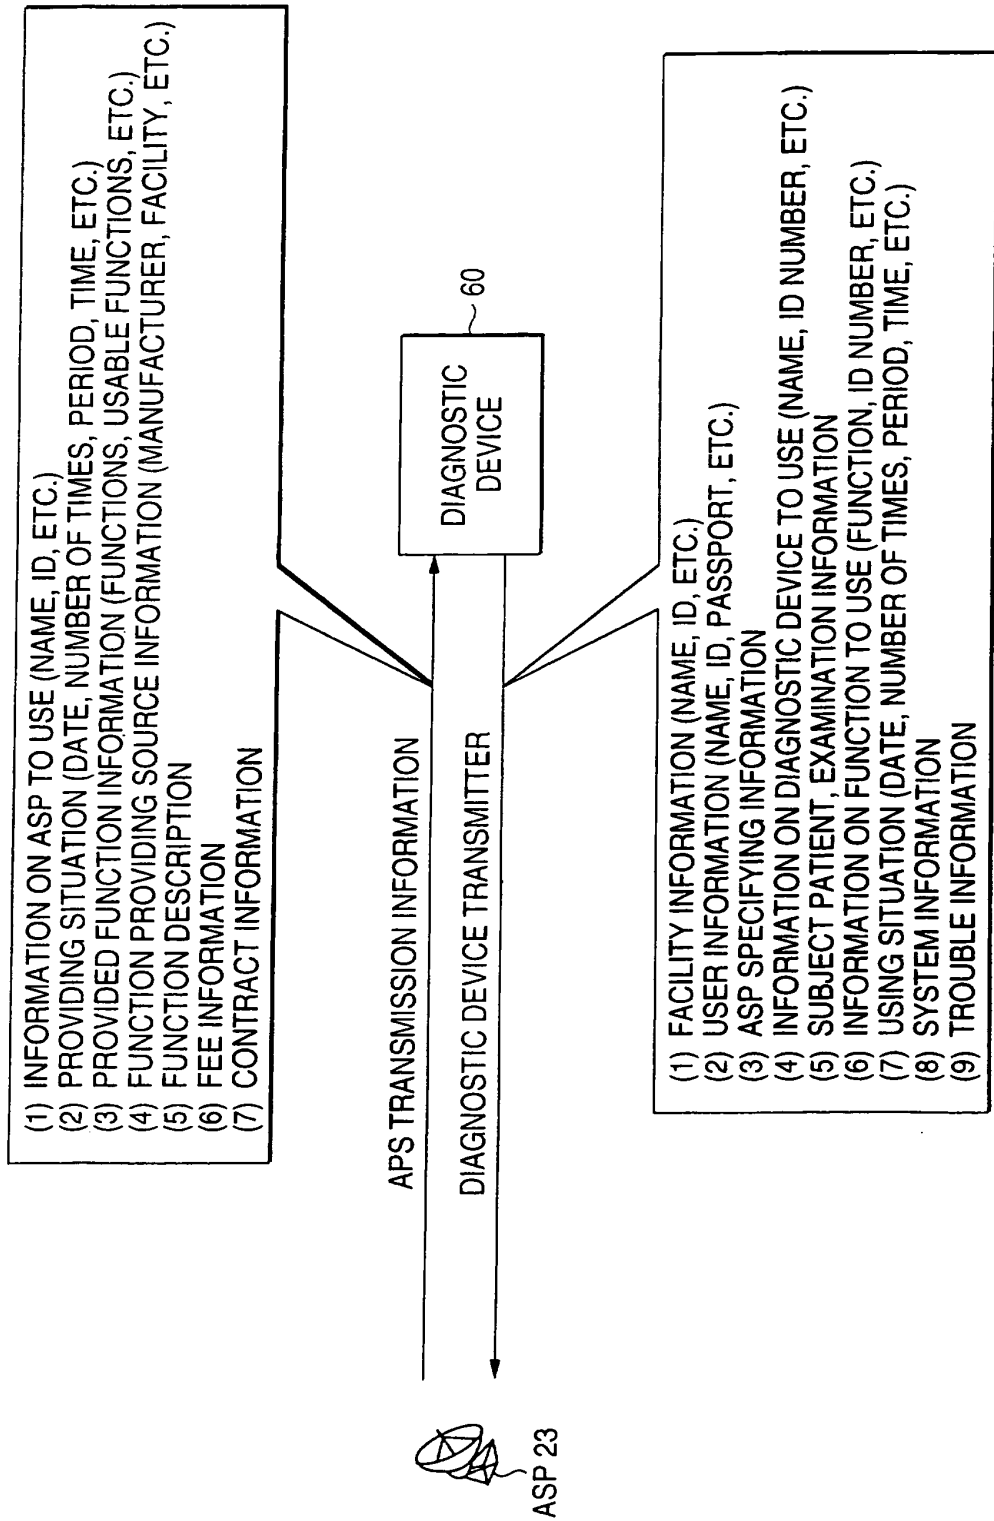 (1) INFORMATION ON ASP TO USE (NAME, ID, ETC.)
(2) PROVIDING SITUATION (DATE, NUMBER OF TIMES, PERIOD, TIME, ETC.)
(3) PROVIDED FUNCTION INFORMATION (FUNCTIONS, USABLE FUNCTIONS, ETC.)
(4) FUNCTION PROVIDING SOURCE INFORMATION (MANUFACTURER, FACILITY, ETC.)
(5) FUNCTION DESCRIPTION
(6) FEE INFORMATION
(7) CONTRACT INFORMATION
APS TRANSMISSION INFORMATION
DIAGNOSTIC DEVICE TRANSMITTER
ASP 23
DIAGNOSTIC
DEVICE
60
(1) FACILITY INFORMATION (NAME, ID, ETC.)
(2) USER INFORMATION (NAME, ID, PASSPORT, ETC.)
(3) ASP SPECIFYING INFORMATION
(4) INFORMATION ON DIAGNOSTIC DEVICE TO USE (NAME, ID NUMBER, ETC.)
(5) SUBJECT PATIENT, EXAMINATION INFORMATION
(6) INFORMATION ON FUNCTION TO USE (FUNCTION, ID NUMBER, ETC.)
(7) USING SITUATION (DATE, NUMBER OF TIMES, PERIOD, TIME, ETC.)
(8) SYSTEM INFORMATION
(9) TROUBLE INFORMATION